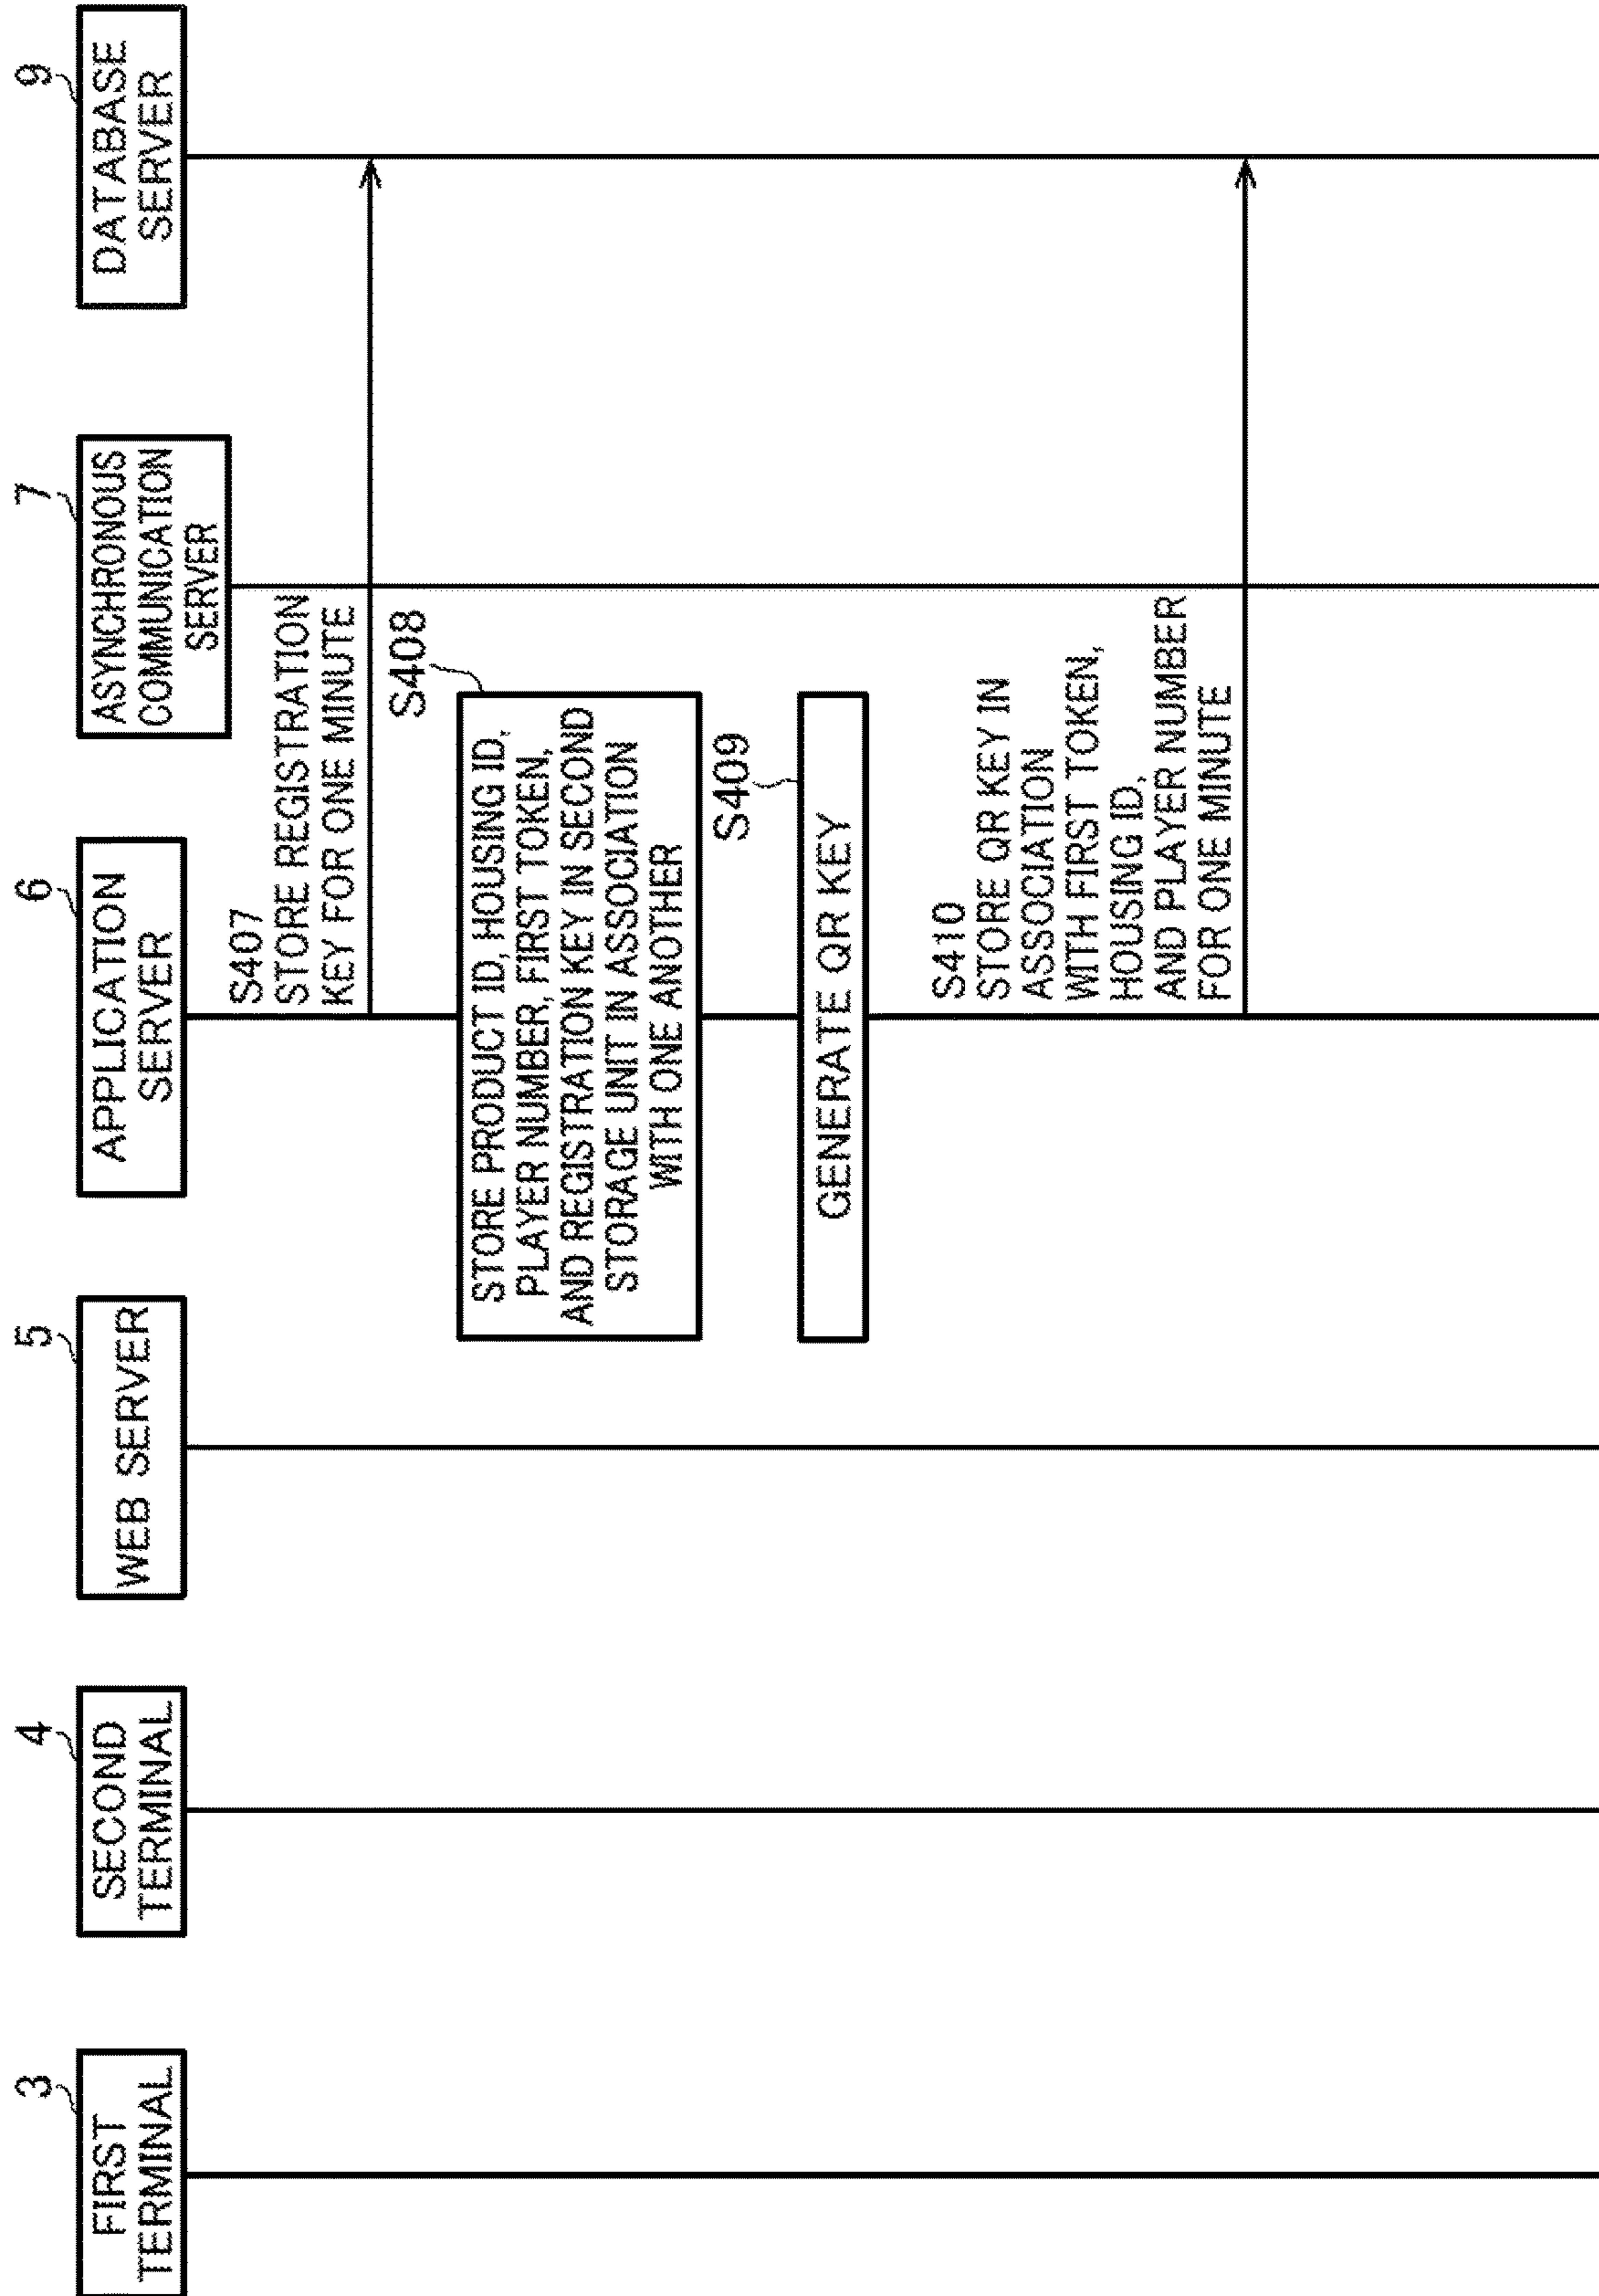 3
FIRST
TERMINAL
4
SECOND
TERMINAL
5
WEB SERVER
6
APPLICATION
SERVER
7
ASYNCHRONOUS
COMMUNICATION
SERVER
9
DATABASE
SERVER
S407
STORE REGISTRATION
KEY FOR ONE MINUTE
S408
STORE PRODUCT ID, HOUSING ID,
PLAYER NUMBER, FIRST TOKEN,
AND REGISTRATION KEY IN SECOND
STORAGE UNIT IN ASSOCIATION
WITH ONE ANOTHER
S409
GENERATE QR KEY
S410
STORE QR KEY IN
ASSOCIATION
WITH FIRST TOKEN,
HOUSING ID,
AND PLAYER NUMBER
FOR ONE MINUTE